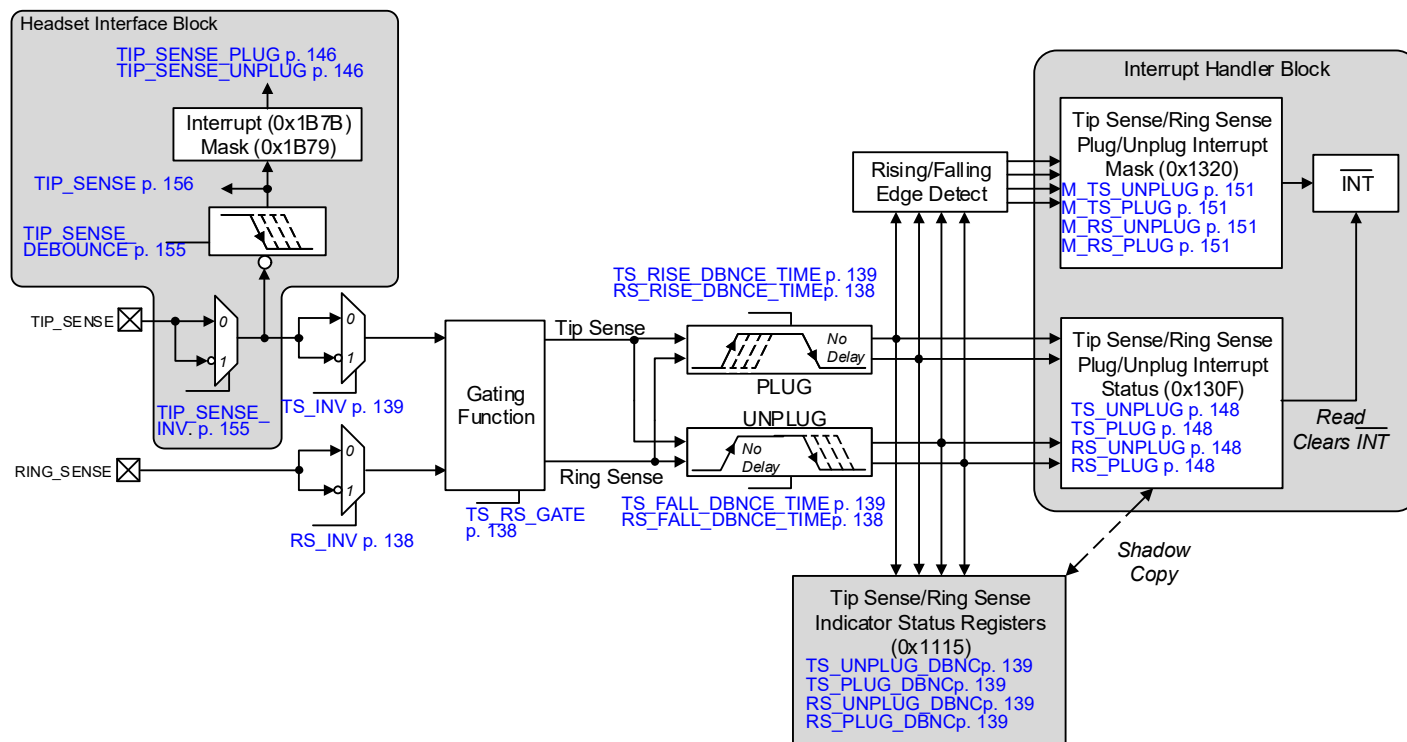 Headset Interface Block
TIP_SENSE_PLUG p. 146
TIP_SENSE_UNPLUG p. 146
Interrupt (0x1B7B)
Mask (0x1B79)
TIP_SENSE p. 156
TIP_SENSE_
DEBOUNCE p. 155
TIP_SENSE
0
1
TIP_SENSE_
INV. p. 155
0
1
TS_INV p. 139
RING_SENSE
0
1
RS_INV p. 138
Gating
Function
TS_RS_GATE
p. 138
Tip Sense
Ring Sense
TS_RISE_DBNCE_TIME p. 139
RS_RISE_DBNCE_TIMEp. 138
No
Delay
PLUG
UNPLUG
No
Delay
TS_FALL_DBNCE_TIME p. 139
RS_FALL_DBNCE_TIMEp. 138
Rising/Falling
Edge Detect
Interrupt Handler Block
Tip Sense/Ring Sense
Plug/Unplug Interrupt
Mask (0x1320)
M_TS_UNPLUG p. 151
M_TS_PLUG p. 151
M_RS_UNPLUG p. 151
M_RS_PLUG p. 151
INT
Tip Sense/Ring Sense
Plug/Unplug Interrupt
Status (0x130F)
TS_UNPLUG p. 148
TS_PLUG p. 148
RS_UNPLUG p. 148
RS_PLUG p. 148
Read
Clears INT
Shadow
Copy
Tip Sense/Ring Sense
Indicator Status Registers
(0x1115)
TS_UNPLUG_DBNCp. 139
TS_PLUG_DBNCp. 139
RS_UNPLUG_DBNCp. 139
RS_PLUG_DBNCp. 139